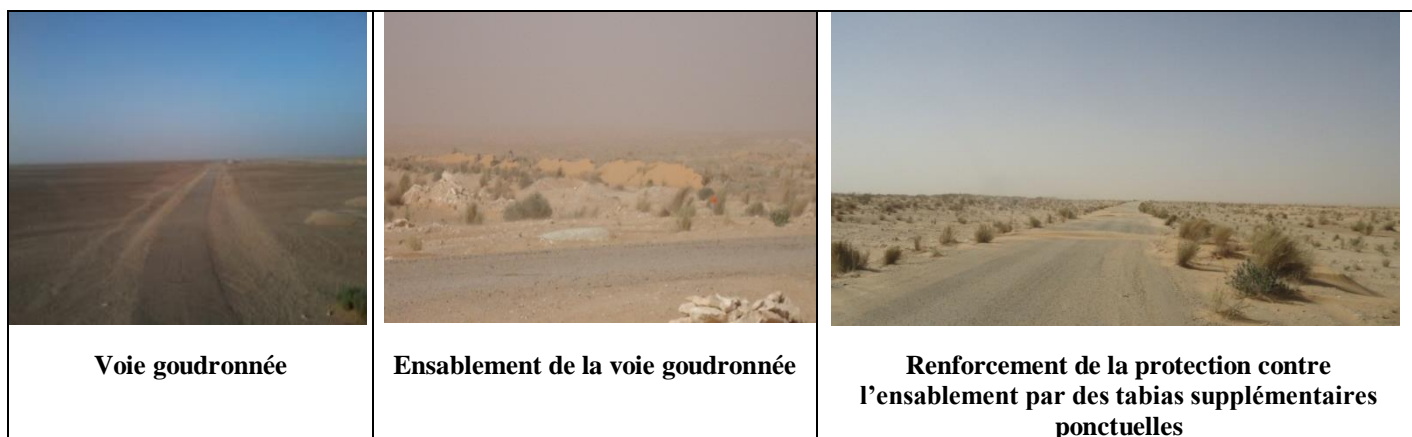 Voie goudronnée
Ensablement de la voie goudronnée
Renforcement de la protection contre
l’ensablement par des tabias supplémentaires
ponctuelles